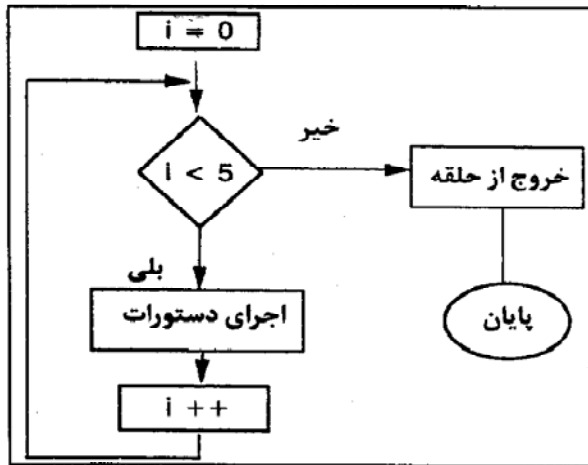 i = 0
خیر
i < 5
خروج از حلقه
بلی
اجرای دستورات
پایان
i ++